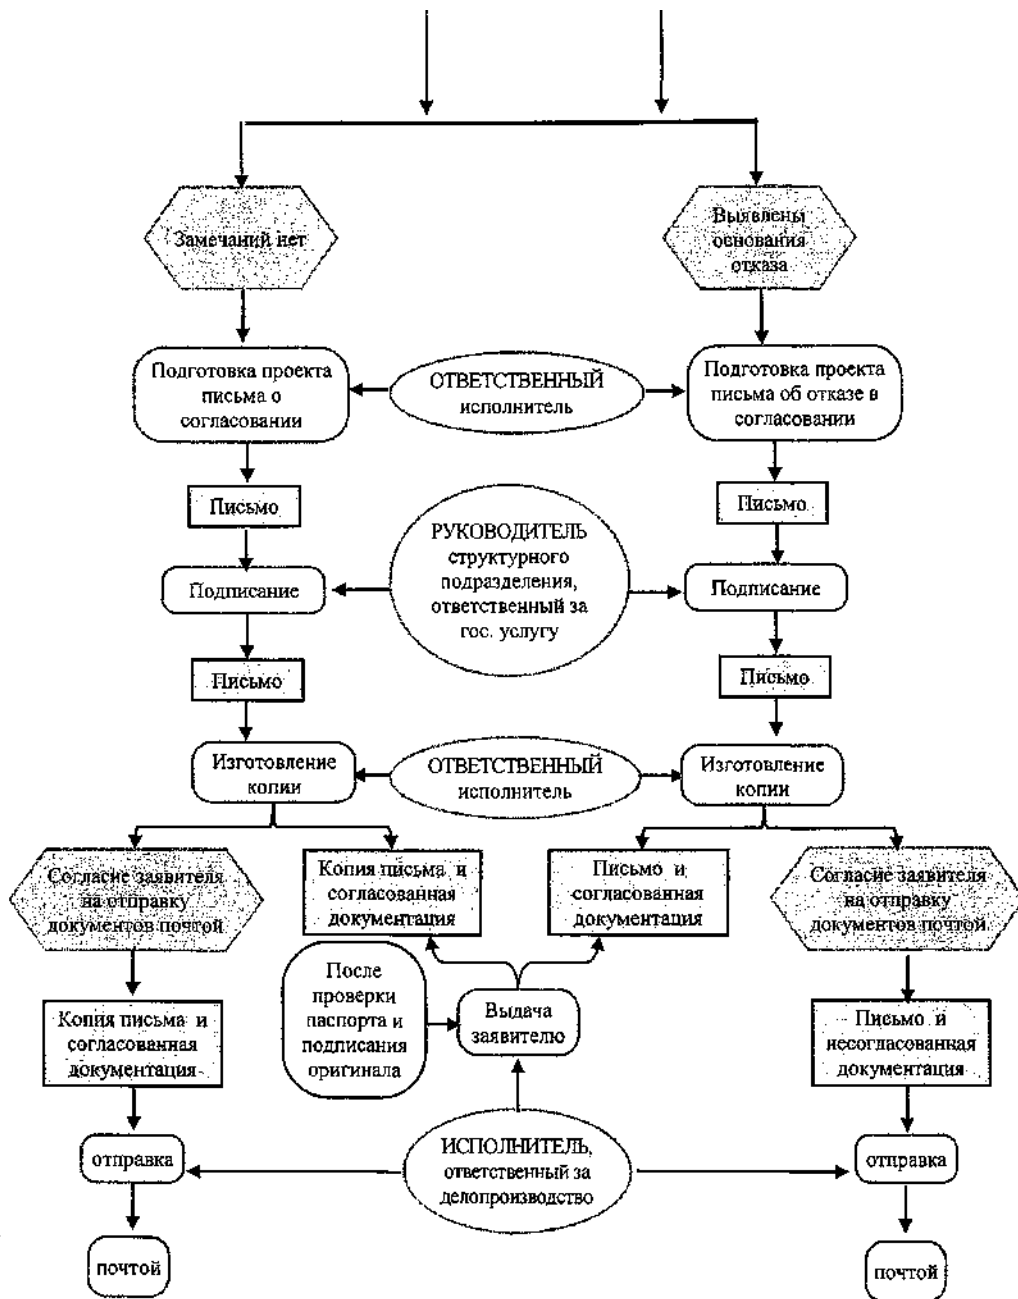 Замечаний нет
Выявлены
основания
отказа
Подготовка проекта
письма о
согласовании
ОТВЕТСТВЕННЫЙ
исполнитель
Подготовка проекта
письма об отказе в
согласовании
Письмо
Письмо
РУКОВОДИТЕЛЬ
структурного
подразделения,
ответственный за
гос. услугу
Подписание
Подписание
Письмо
Письмо
Изготовление
копии
ОТВЕТСТВЕННЫЙ
исполнитель
Изготовление
копии
Согласие заявителя
на отправку
документов почтой
Копия письма и
согласованная
документация
Письмо и
согласованная
документация
Согласие заявителя
на отправку
документов почтой
После
проверки
паспорта и
подписания
оригинала
Выдача
заявителю
Копия письма и
согласованная
документация
Письмо и
несогласованная
документация
отправка
ИСПОЛНИТЕЛЬ,
ответственный за
делопроизводство
отправка
почтой
почтой